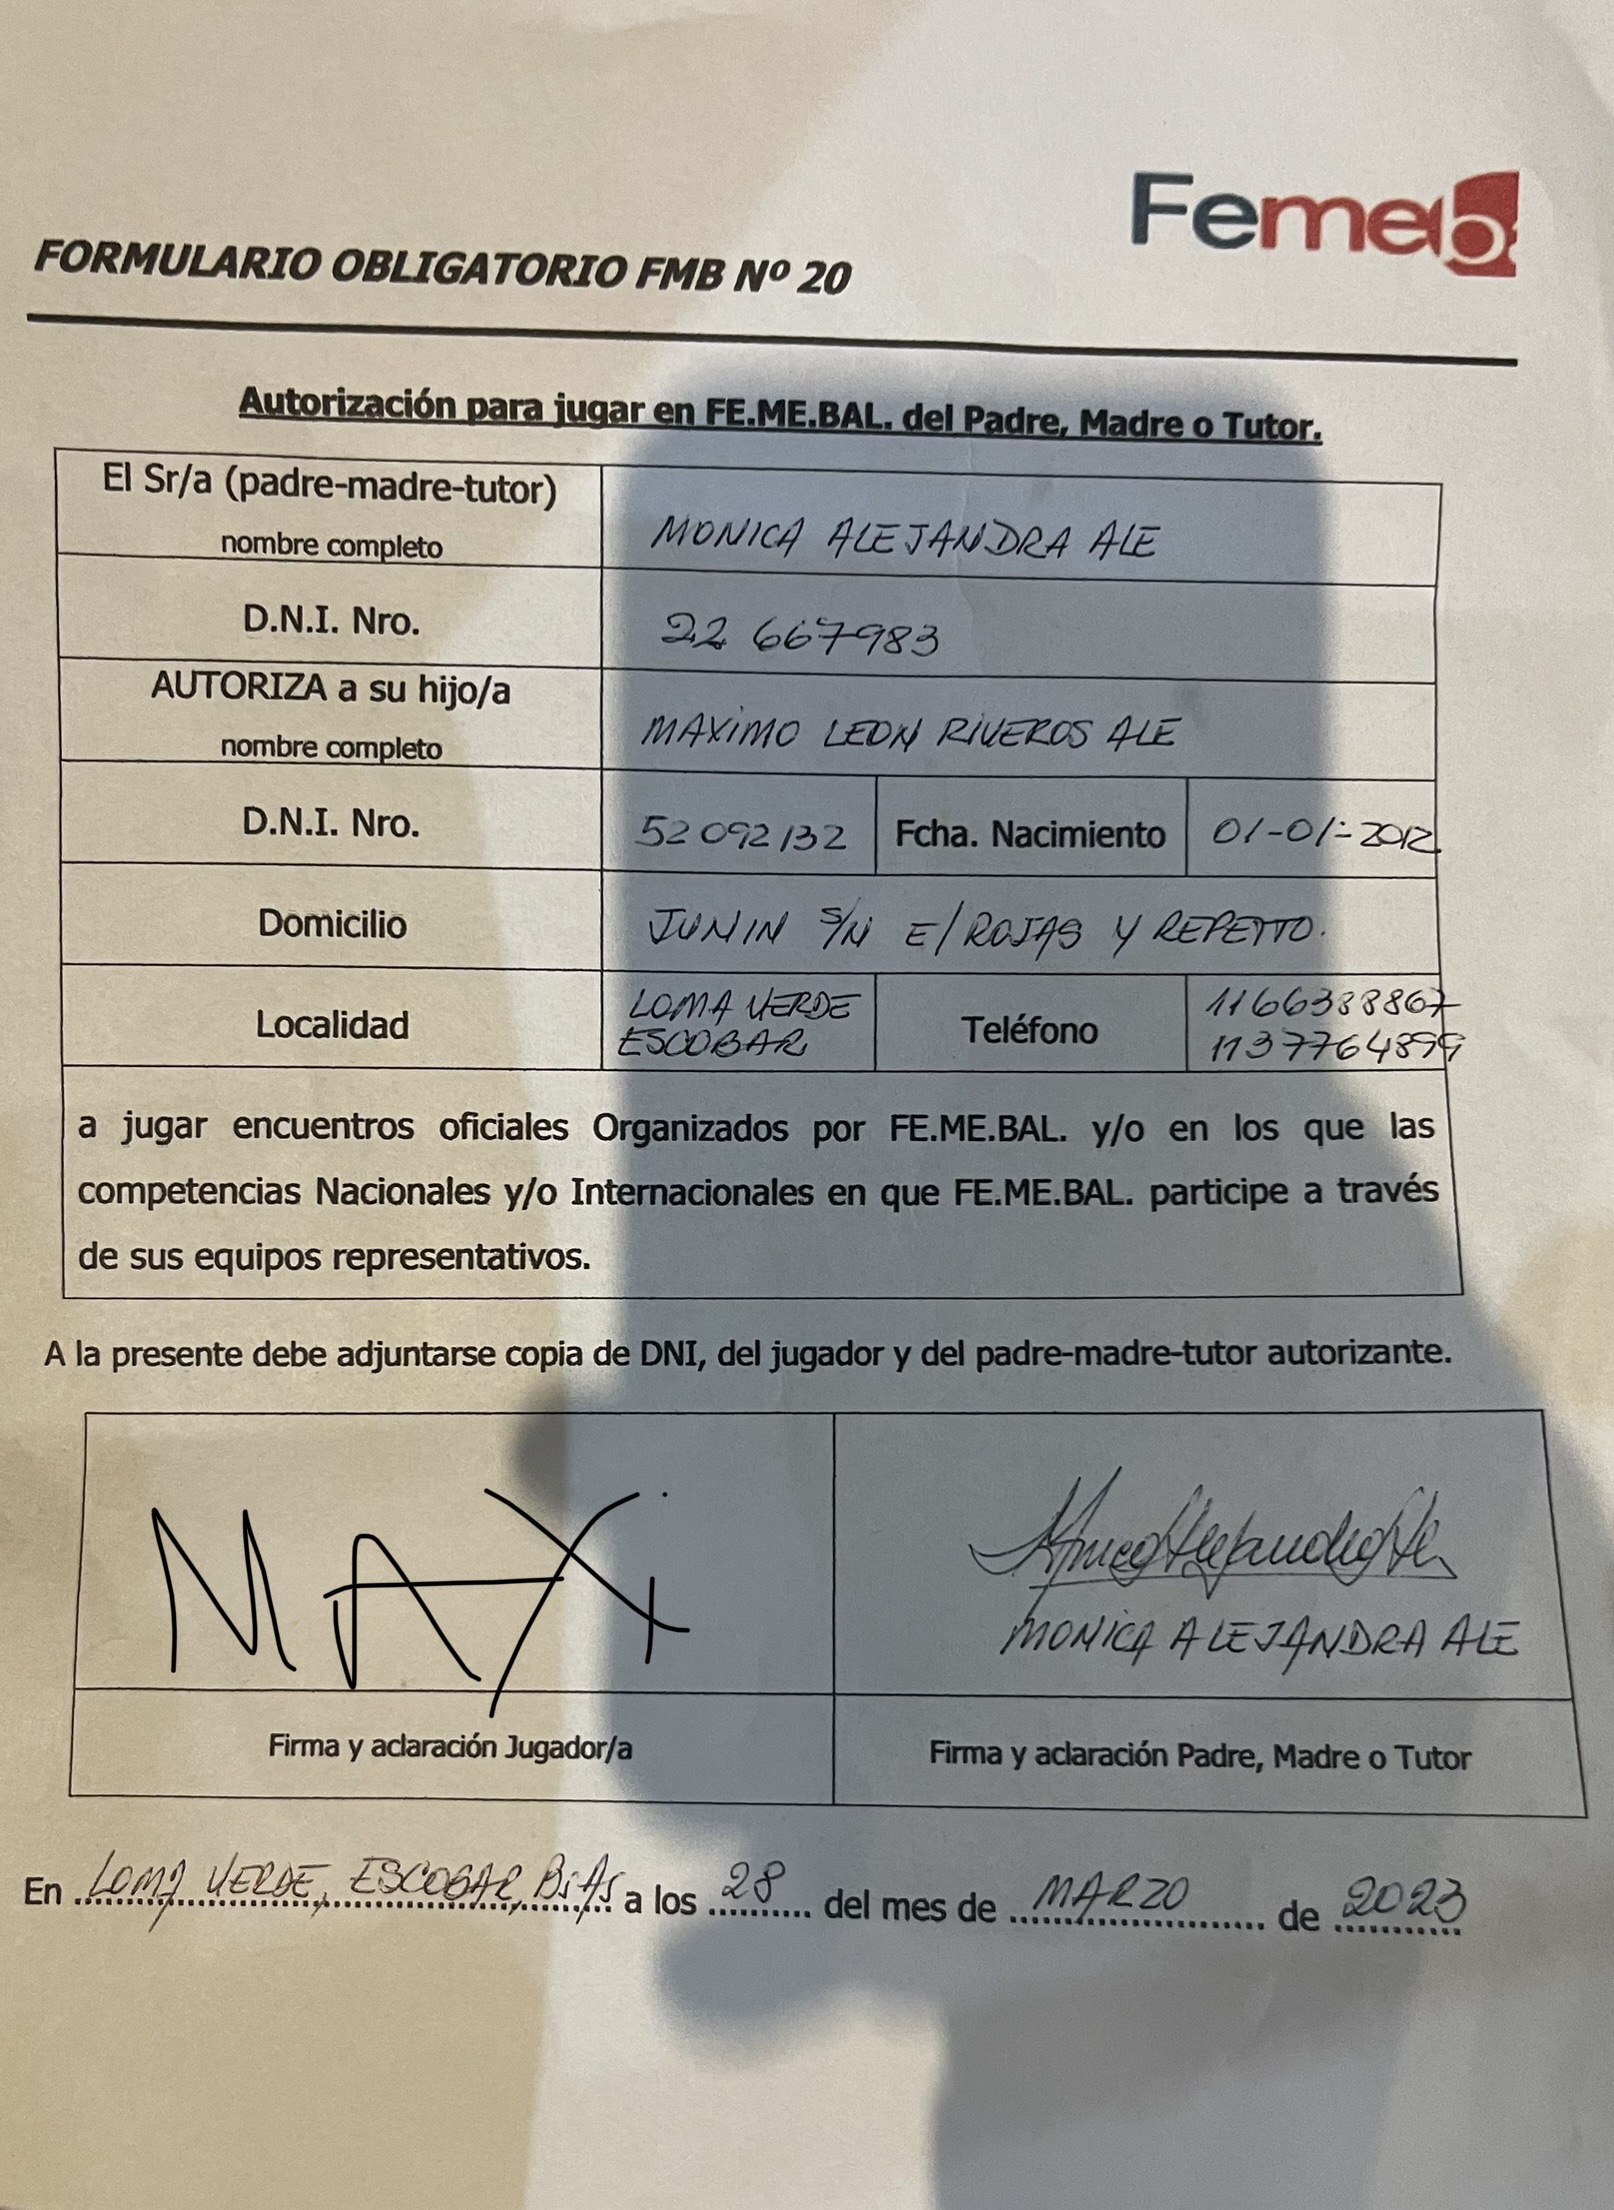 Femeb
FORMULARIO OBLIGATORIO FMB Nº 20
Autorización para jugar en FE.ME.BAL. del Padre, Madre o Tutor.
El Sr/a (padre-madre-tutor)
nombre completo
MONICA ALEJANDRA ALE
D.N.I. Nro.
22 667983
AUTORIZA a su hijo/a
nombre completo
MAXIMO LEON RIVEROS ALE
D.N.I. Nro.
52 092 132
Fcha. Nacimiento
01-01-2012
Domicilio
JUNIN S/N E/ROJAS Y REPETTO.
Localidad
LOMA VERDE
ESCOBAR
Teléfono
1166388867
1137764899
a jugar encuentros oficiales Organizados por FE.ME.BAL. y/o en los que las
competencias Nacionales y/o Internacionales en que FE.ME.BAL. participe a través
de sus equipos representativos.
A la presente debe adjuntarse copia de DNI, del jugador y del padre-madre-tutor autorizante.
MAXi
MONICA ALEJANDRA ALE
Firma y aclaración Jugador/a
Firma y aclaración Padre, Madre o Tutor
En LOMA VERDE, ESCOBAR, Bs As a los 28 del mes de MARZO de 2023